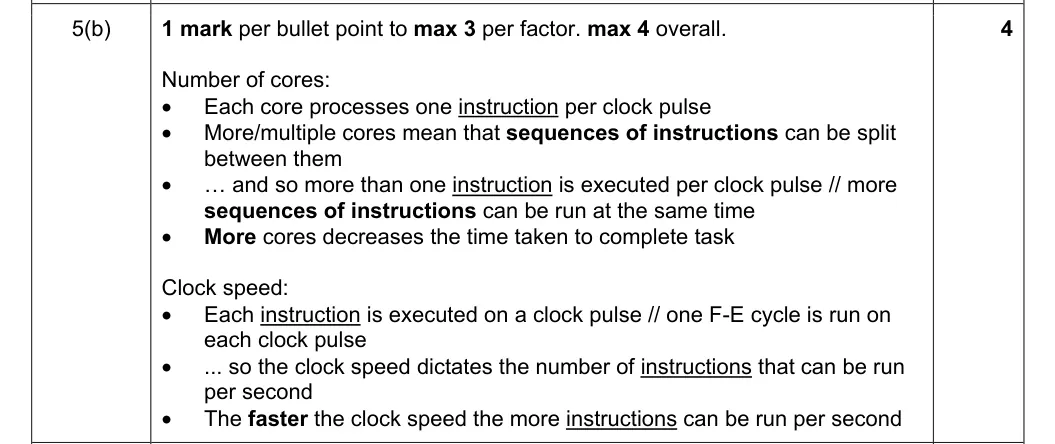 5(b) 1 mark per bullet point to max 3 per factor. max 4 overall. 4
Number of cores:
• Each core processes one instruction per clock pulse
• More/multiple cores mean that sequences of instructions can be split
between them
• … and so more than one instruction is executed per clock pulse // more
sequences of instructions can be run at the same time
• More cores decreases the time taken to complete task
Clock speed:
• Each instruction is executed on a clock pulse // one F-E cycle is run on
each clock pulse
• ... so the clock speed dictates the number of instructions that can be run
per second
• The faster the clock speed the more instructions can be run per second